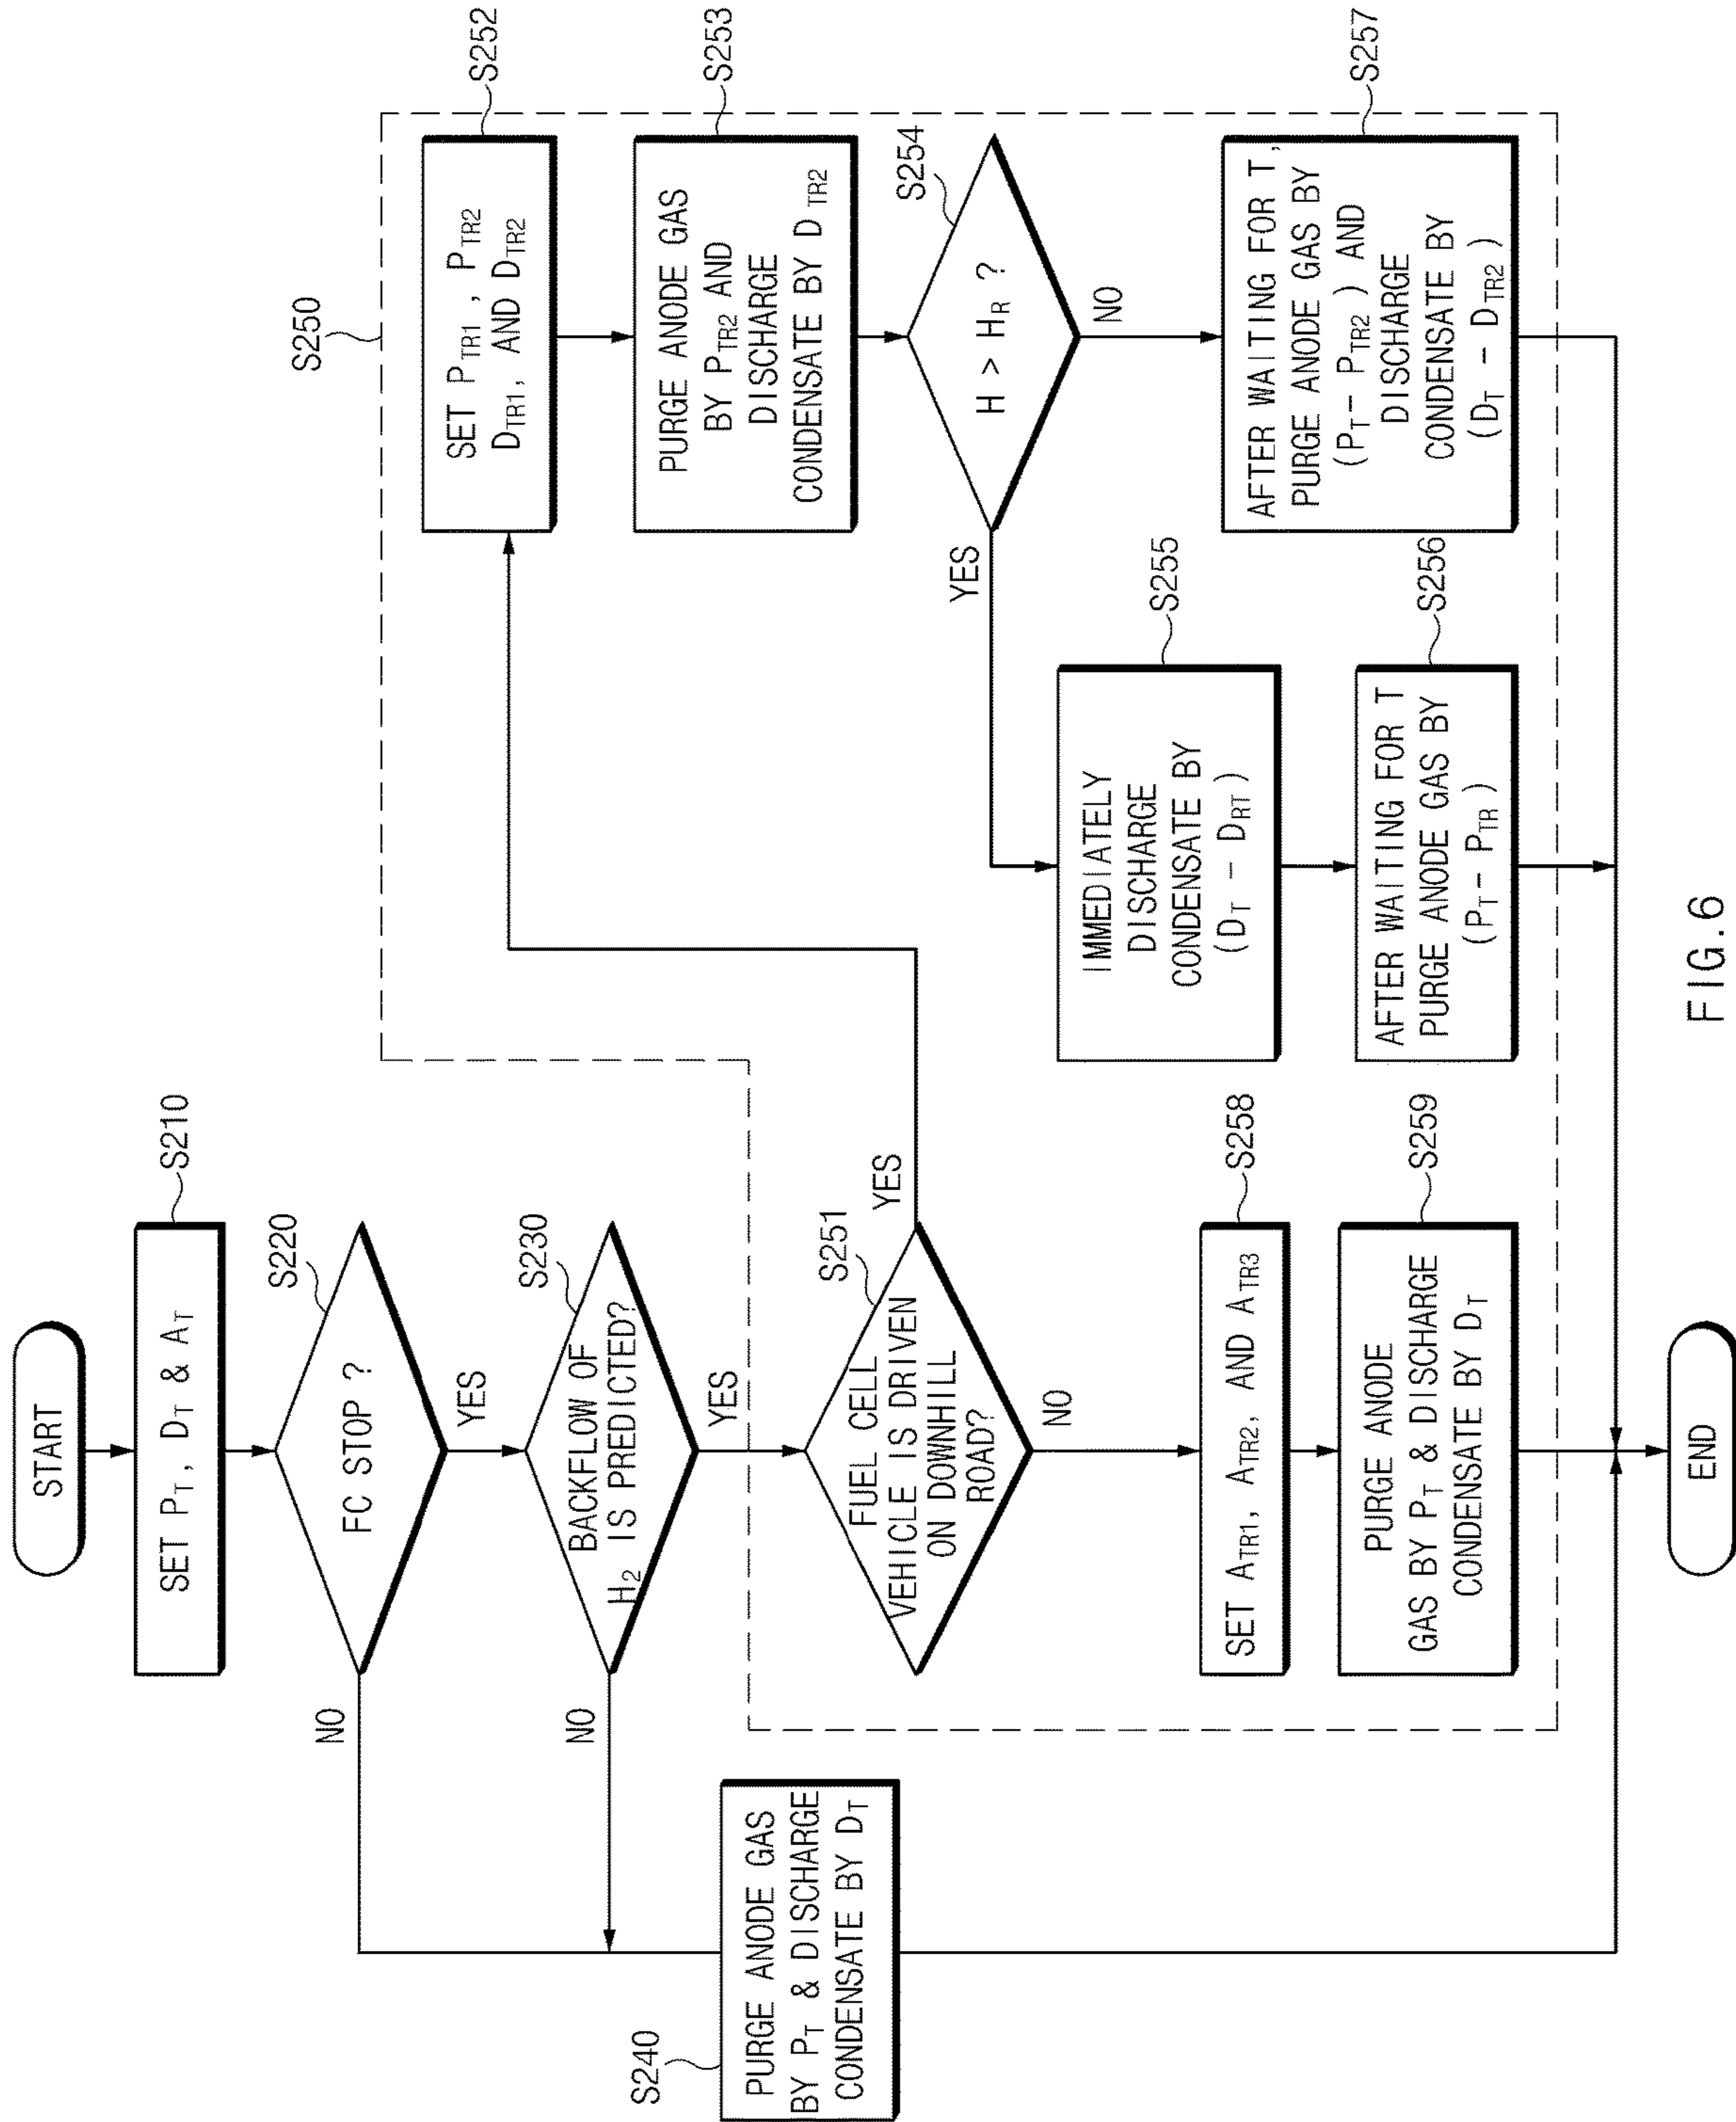 START
SET P_T, D_T & A_T
S210
FC STOP ?
S220
NO
YES
BACKFLOW OF
H₂ IS PREDICTED?
S230
NO
YES
S240
PURGE ANODE GAS
BY P_T & DISCHARGE
CONDENSATE BY D_T
S250
FUEL CELL
VEHICLE IS DRIVEN
ON DOWNHILL
ROAD?
S251
YES
NO
SET P_TR1, P_TR2
D_TR1, AND D_TR2
S252
PURGE ANODE GAS
BY P_TR2 AND
DISCHARGE
CONDENSATE BY D_TR2
S253
H > H_R ?
S254
YES
NO
IMMEDIATELY
DISCHARGE
CONDENSATE BY
(D_T - D_RT)
S255
AFTER WAITING FOR T
PURGE ANODE GAS BY
(P_T - P_TR)
S256
AFTER WAITING FOR T,
PURGE ANODE GAS BY
(P_T - P_TR2) AND
DISCHARGE
CONDENSATE BY
(D_T - D_TR2)
S257
SET A_TR1, A_TR2, AND A_TR3
S258
PURGE ANODE
GAS BY P_T & DISCHARGE
CONDENSATE BY D_T
S259
END
FIG.6